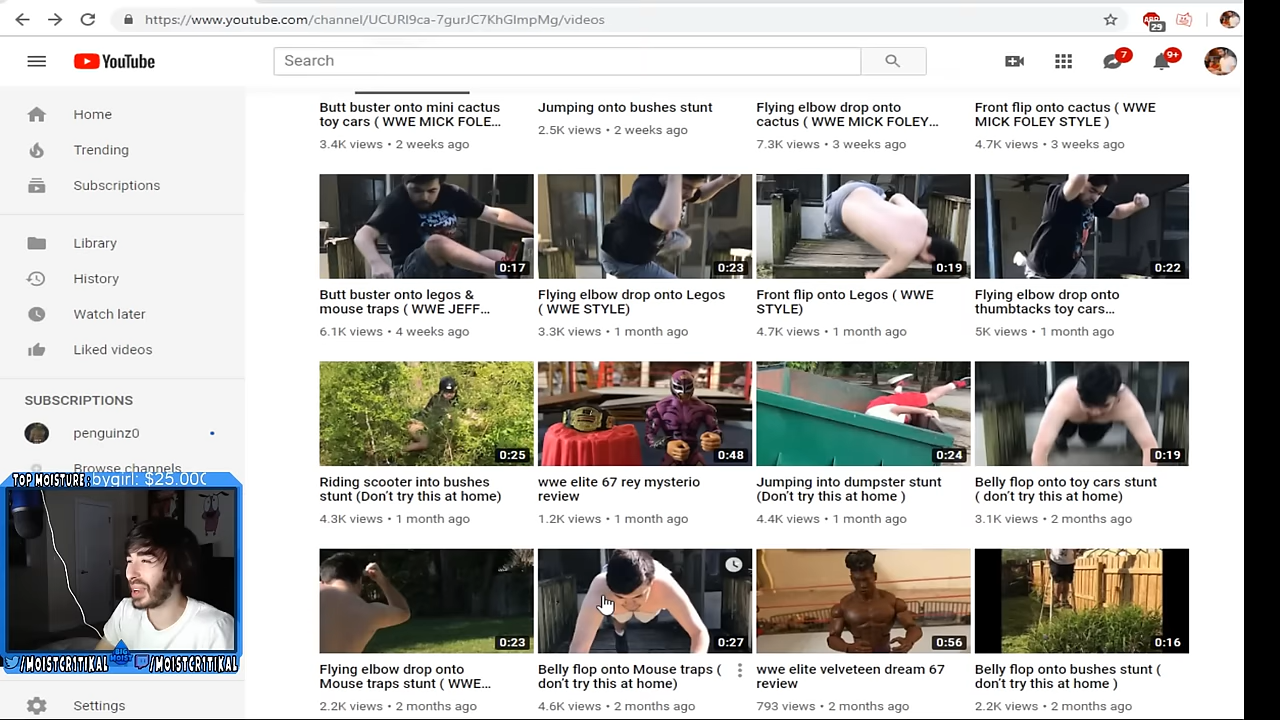 https://www.youtube.com/channel/UCURI9ca-7gurJC7KhGlmpMg/videos
29
YouTube
Search
7
9+
Home
Trending
Subscriptions
Library
History
Watch later
Liked videos
SUBSCRIPTIONS
penguinz0
Browse channels
Settings
Butt buster onto mini cactus
toy cars ( WWE MICK FOLE...
3.4K views • 2 weeks ago
Jumping onto bushes stunt
2.5K views • 2 weeks ago
Flying elbow drop onto
cactus ( WWE MICK FOLEY...
7.3K views • 3 weeks ago
Front flip onto cactus ( WWE
MICK FOLEY STYLE )
4.7K views • 3 weeks ago
0:17
Butt buster onto legos &
mouse traps ( WWE JEFF...
6.1K views • 4 weeks ago
0:23
Flying elbow drop onto Legos
( WWE STYLE)
3.3K views • 1 month ago
0:19
Front flip onto Legos ( WWE
STYLE)
4.7K views • 1 month ago
0:22
Flying elbow drop onto
thumbtacks toy cars...
5K views • 1 month ago
0:25
Riding scooter into bushes
stunt (Don't try this at home)
4.3K views • 1 month ago
0:48
wwe elite 67 rey mysterio
review
1.2K views • 1 month ago
0:24
Jumping into dumpster stunt
(Don't try this at home )
4.4K views • 1 month ago
0:19
Belly flop onto toy cars stunt
( don't try this at home)
3.1K views • 2 months ago
0:23
Flying elbow drop onto
Mouse traps stunt ( WWE...
2.2K views • 2 months ago
0:27
Belly flop onto Mouse traps (
don't try this at home)
4.6K views • 2 months ago
0:56
wwe elite velveteen dream 67
review
793 views • 2 months ago
0:16
Belly flop onto bushes stunt (
don't try this at home )
2.2K views • 2 months ago
TOP MOISTURE: bygirl: $25.00
/MOISTCR1TIKAL
BIG MOIST
/MOISTCR1TIKAL